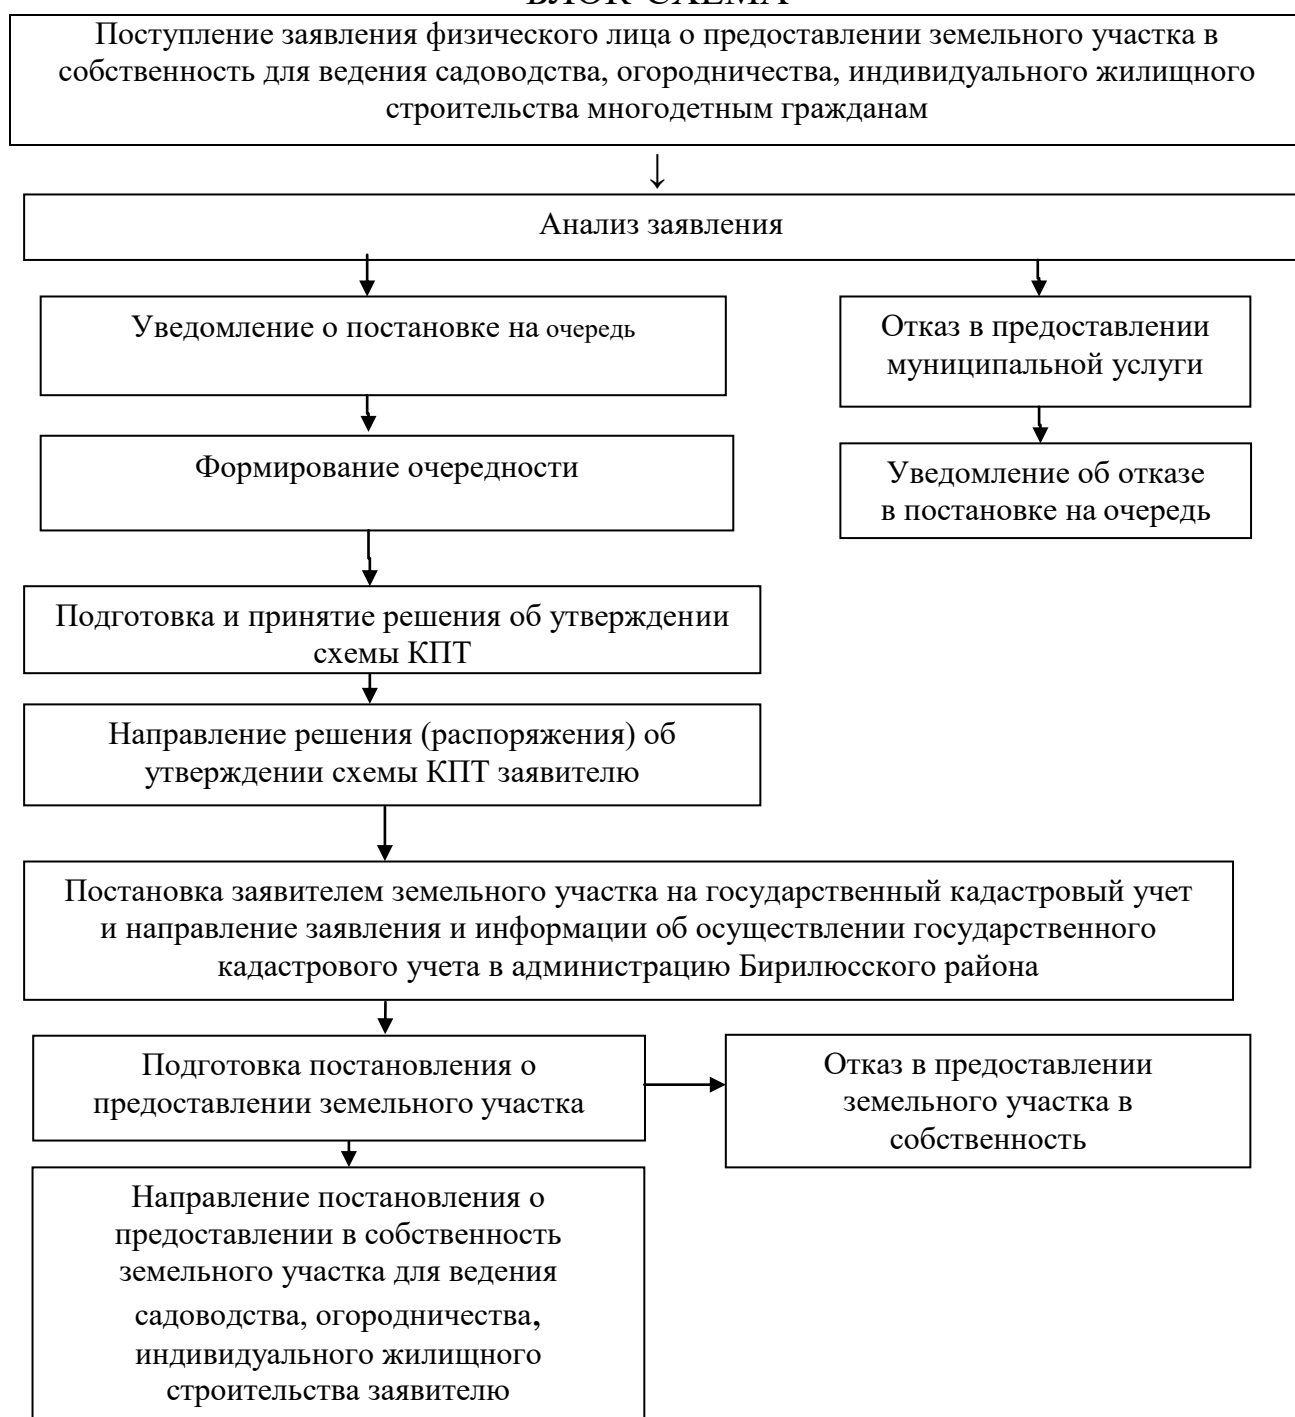 БЛОК-СХЕМА
Поступление заявления физического лица о предоставлении земельного участка в
собственность для ведения садоводства, огородничества, индивидуального жилищного
строительства многодетным гражданам
Анализ заявления
Уведомление о постановке на очередь
Отказ в предоставлении
муниципальной услуги
Формирование очередности
Уведомление об отказе
в постановке на очередь
Подготовка и принятие решения об утверждении
схемы КПТ
Направление решения (распоряжения) об
утверждении схемы КПТ заявителю
Постановка заявителем земельного участка на государственный кадастровый учет
и направление заявления и информации об осуществлении государственного
кадастрового учета в администрацию Бирилюсского района
Подготовка постановления о
предоставлении земельного участка
Отказ в предоставлении
земельного участка в
собственность
Направление постановления о
предоставлении в собственность
земельного участка для ведения
садоводства, огородничества,
индивидуального жилищного
строительства заявителю